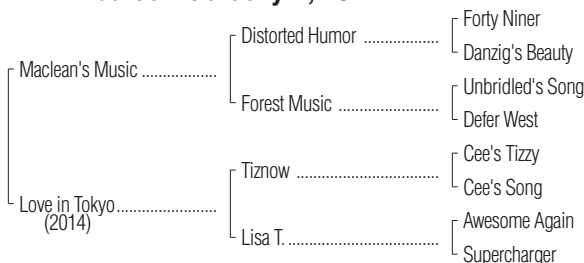 Forty Niner
Distorted Humor ..................
Danzig's Beauty
Maclean's Music .................
Unbridled's Song
Forest Music ........................
Defer West
Cee's Tizzy
Tiznow ..................................
Cee's Song
Love in Tokyo.......................
(2014)
Awesome Again
Lisa T. ....................................
Supercharger